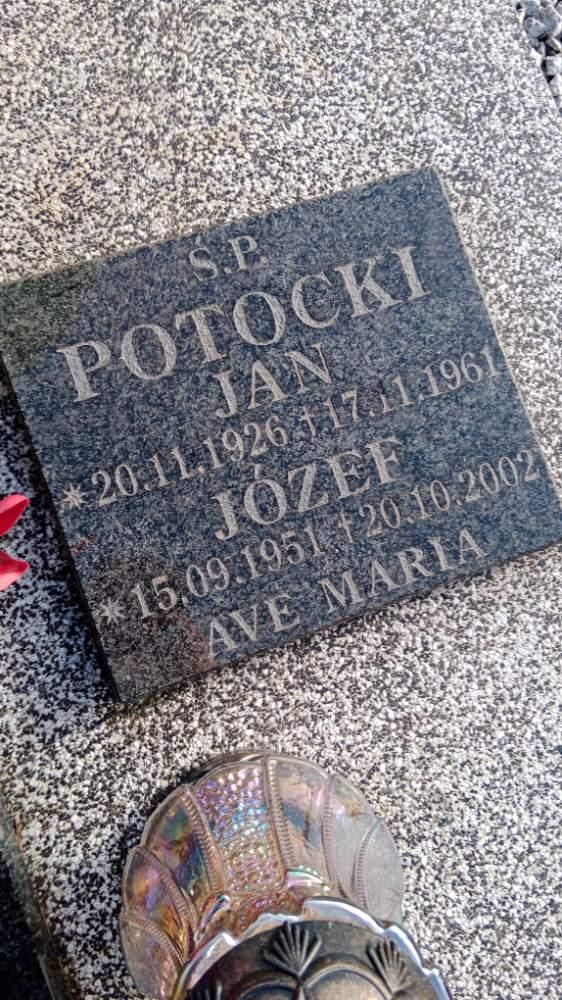 Ś.P.
POTOCKI
JAN
*20.11.1926 †17.11.1961
JÓZEF
*15.09.1951 †20.10.2002
AVE MARIA